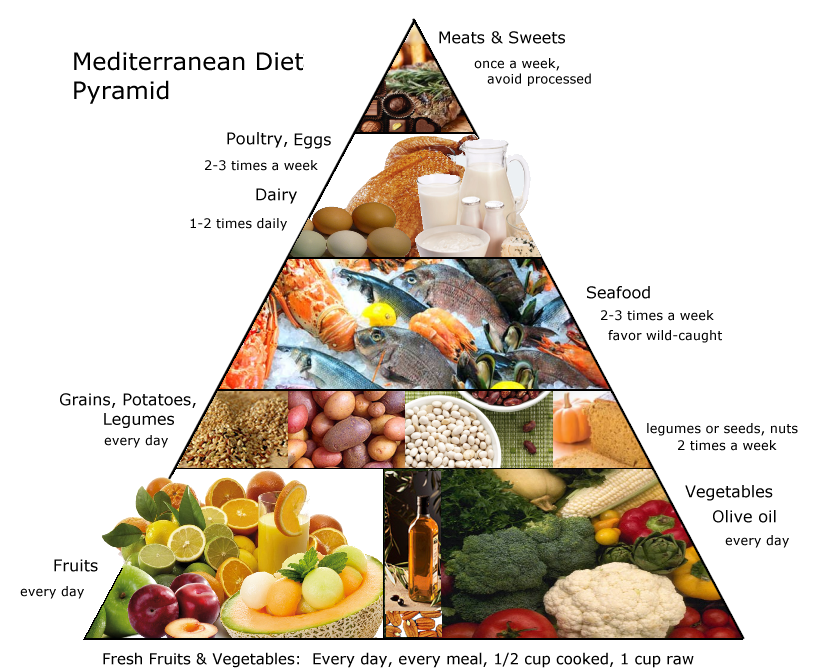 Mediterranean Diet
Pyramid
Meats & Sweets
once a week,
avoid processed
Poultry, Eggs
2-3 times a week
Dairy
1-2 times daily
Seafood
2-3 times a week
favor wild-caught
Grains, Potatoes,
Legumes
every day
legumes or seeds, nuts
2 times a week
Vegetables
Olive oil
every day
Fruits
every day
Fresh Fruits & Vegetables: Every day, every meal, 1/2 cup cooked, 1 cup raw